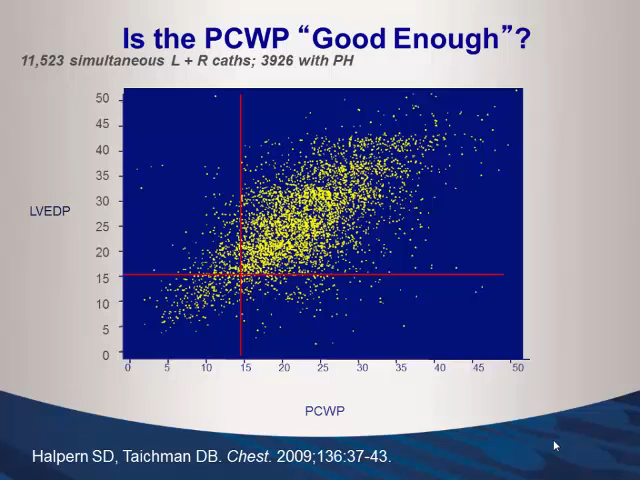 Is the PCWP “Good Enough”?
11,523 simultaneous L + R caths; 3926 with PH
50
45
40
35
30
LVEDP
25
20
15
10
5
0
0 5 10 15 20 25 30 35 40 45 50
PCWP
Halpern SD, Taichman DB. Chest. 2009;136:37-43.